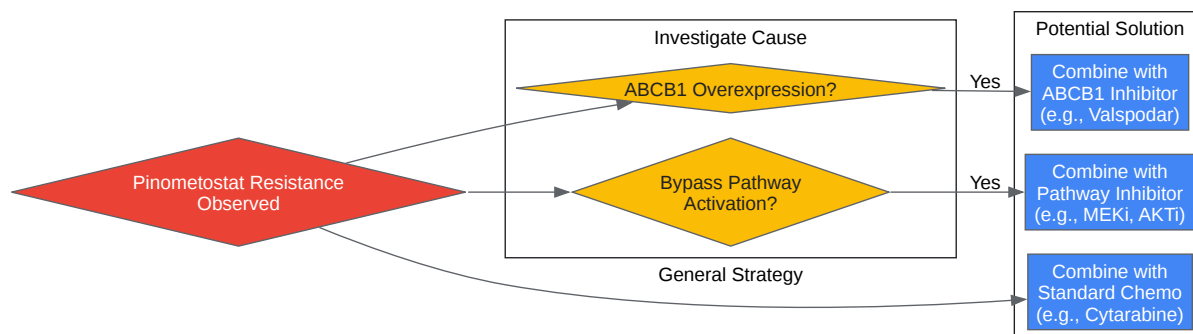 Investigate Cause
Potential Solution
ABCB1 Overexpression?
Yes
Combine with
ABCB1 Inhibitor
(e.g., Valspodar)
Pinometostat Resistance
Observed
Bypass Pathway
Activation?
Yes
Combine with
Pathway Inhibitor
(e.g., MEKi, AKTi)
General Strategy
Combine with
Standard Chemo
(e.g., Cytarabine)